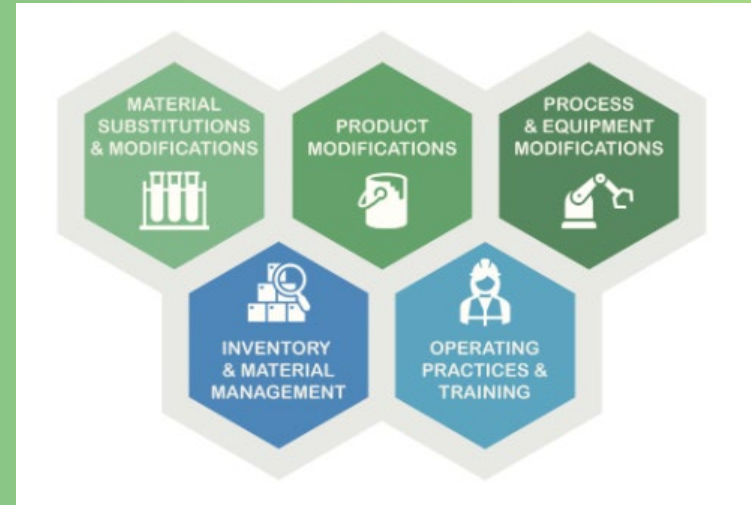 MATERIAL
SUBSTITUTIONS
& MODIFICATIONS
PRODUCT
MODIFICATIONS
PROCESS
& EQUIPMENT
MODIFICATIONS
INVENTORY
& MATERIAL
MANAGEMENT
OPERATING
PRACTICES &
TRAINING